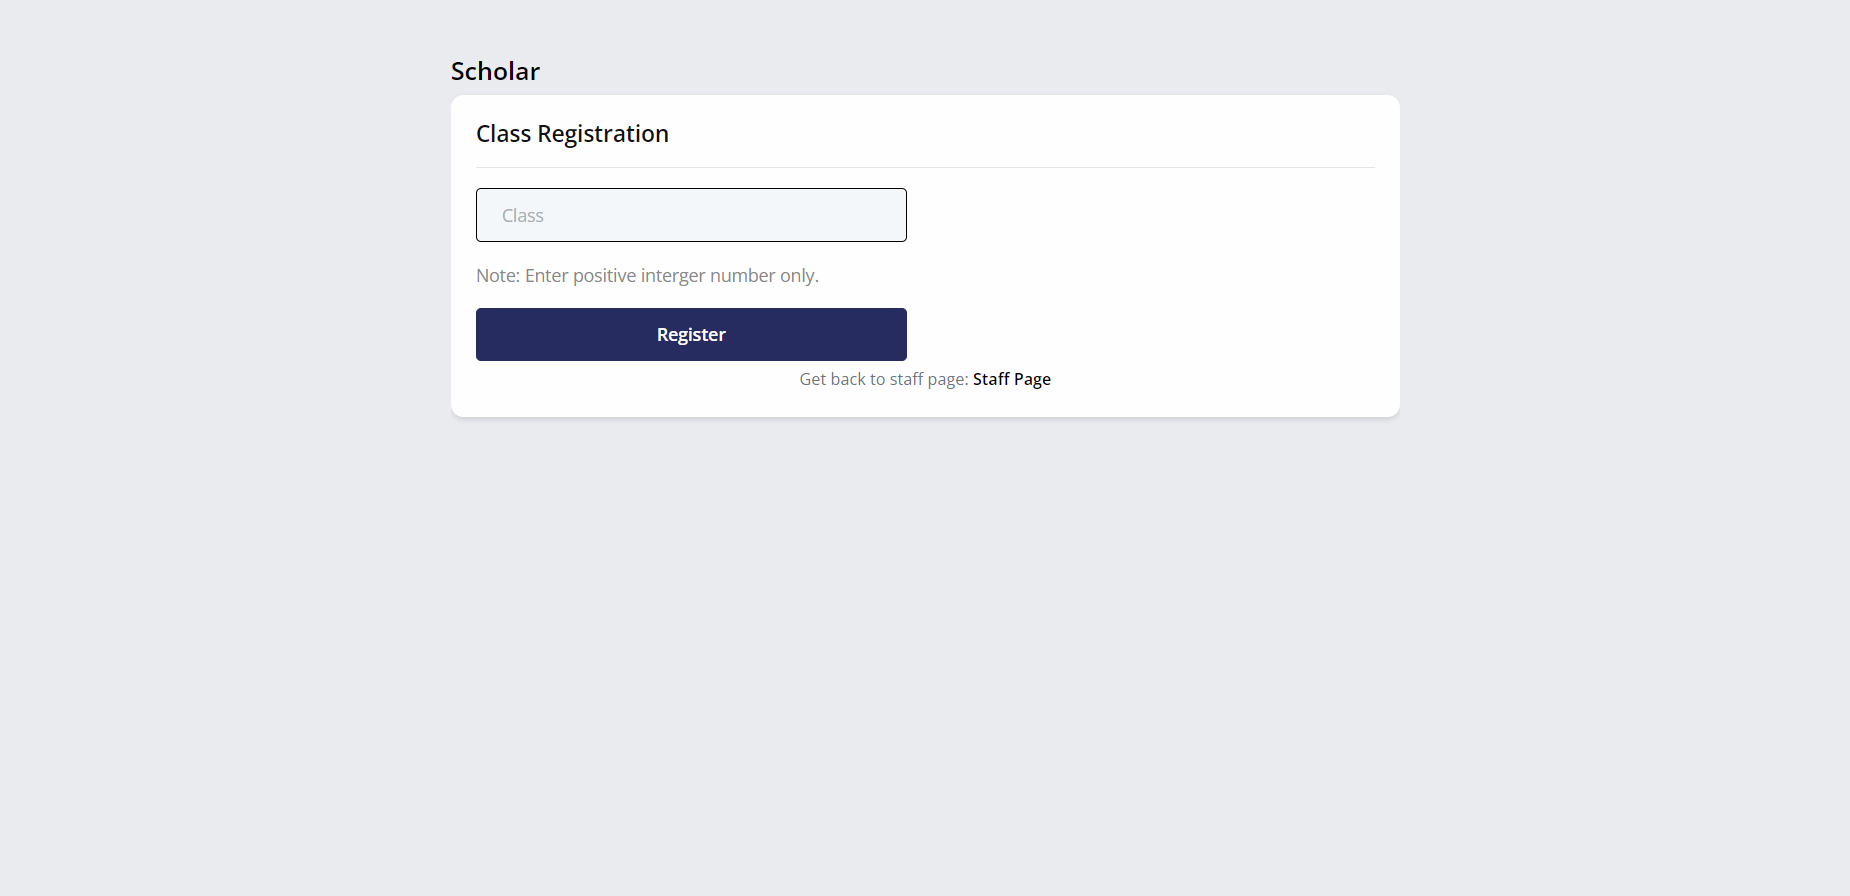 Scholar
Class Registration
Class
Note: Enter positive interger number only.
Register
Get back to staff page: Staff Page